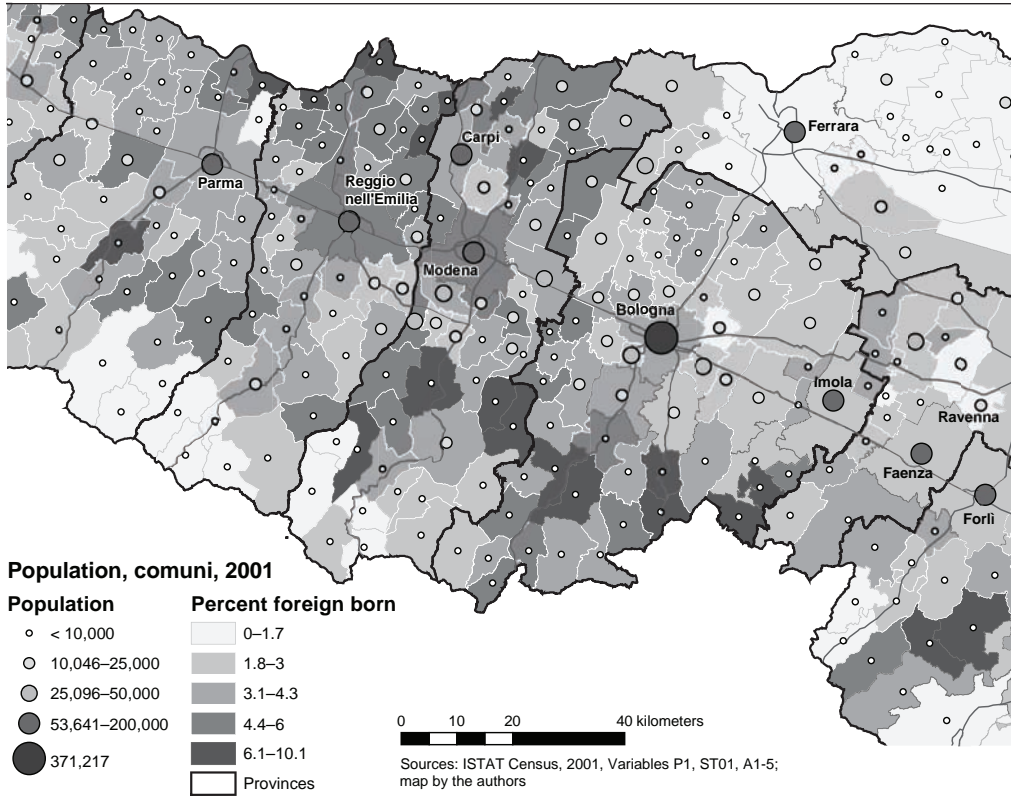 Ferrara
Carpi
Parma
Reggio
nell'Emilia
Modena
Bologna
Imola
Ravenna
Faenza
Forlì
Population, comuni, 2001
Population
< 10,000
10,046–25,000
25,096–50,000
53,641–200,000
371,217
Percent foreign born
0–1.7
1.8–3
3.1–4.3
4.4–6
6.1–10.1
Provinces
0 10 20 40 kilometers
Sources: ISTAT Census, 2001, Variables P1, ST01, A1-5;
map by the authors